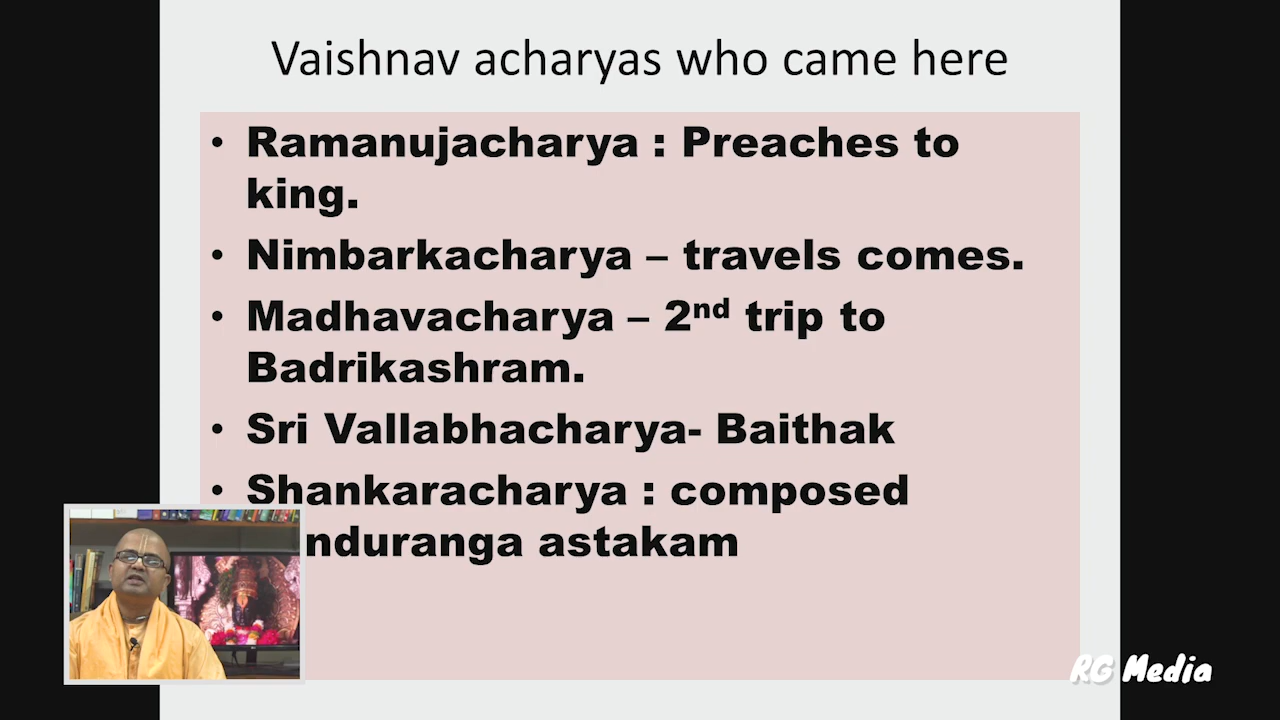 Vaishnav acharyas who came here
• Ramanujacharya : Preaches to
king.
• Nimbarkacharya – travels comes.
• Madhavacharya – 2nd trip to
Badrikashram.
• Sri Vallabhacharya- Baithak
• Shankaracharya : composed
nduranga astakam
RG Media